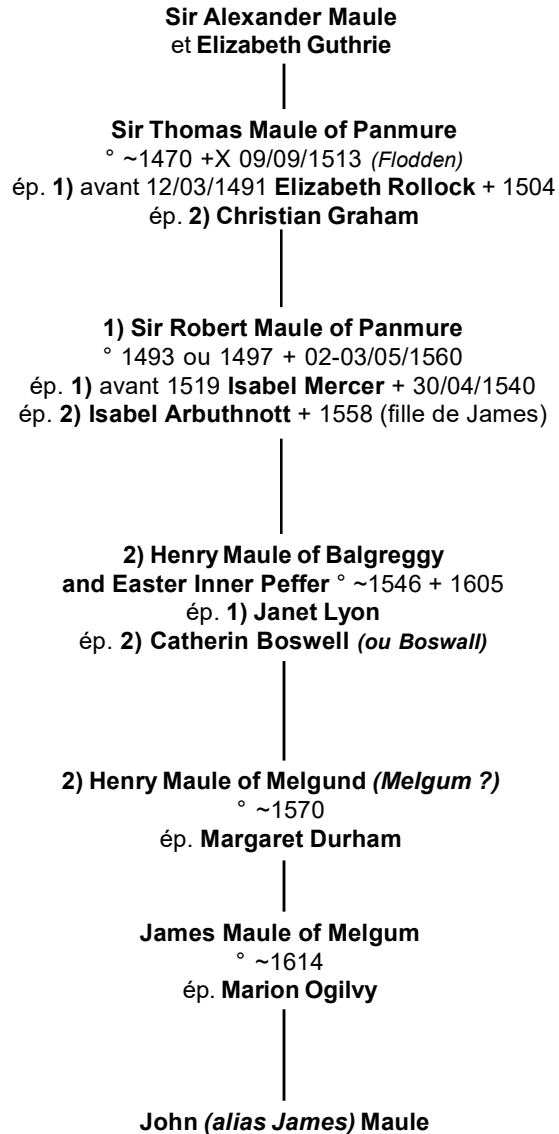 Sir Alexander Maule
et Elizabeth Guthrie
Sir Thomas Maule of Panmure
° ~1470 +X 09/09/1513 (Flodden)
ép. 1) avant 12/03/1491 Elizabeth Rollock + 1504
ép. 2) Christian Graham
1) Sir Robert Maule of Panmure
° 1493 ou 1497 + 02-03/05/1560
ép. 1) avant 1519 Isabel Mercer + 30/04/1540
ép. 2) Isabel Arbuthnott + 1558 (fille de James)
2) Henry Maule of Balgreggy
and Easter Inner Peffer ° ~1546 + 1605
ép. 1) Janet Lyon
ép. 2) Catherin Boswell (ou Boswall)
2) Henry Maule of Melgund (Melgum ?)
° ~1570
ép. Margaret Durham
James Maule of Melgum
° ~1614
ép. Marion Ogilvy
John (alias James) Maule